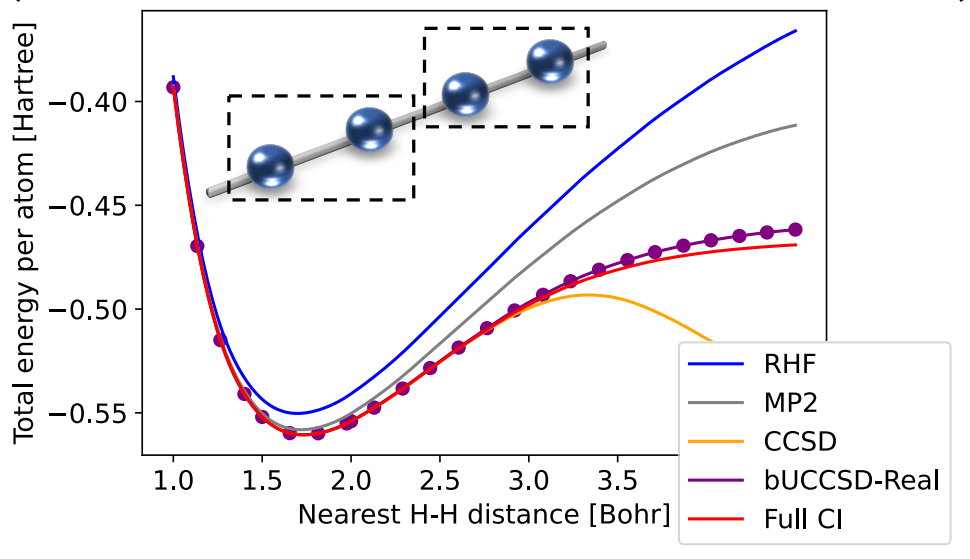 Total energy per atom [Hartree]
−0.40
−0.45
−0.50
−0.55
1.0 1.5 2.0 2.5 3.0 3.5
Nearest H-H distance [Bohr]
RHF
MP2
CCSD
bUCCSD-Real
Full CI